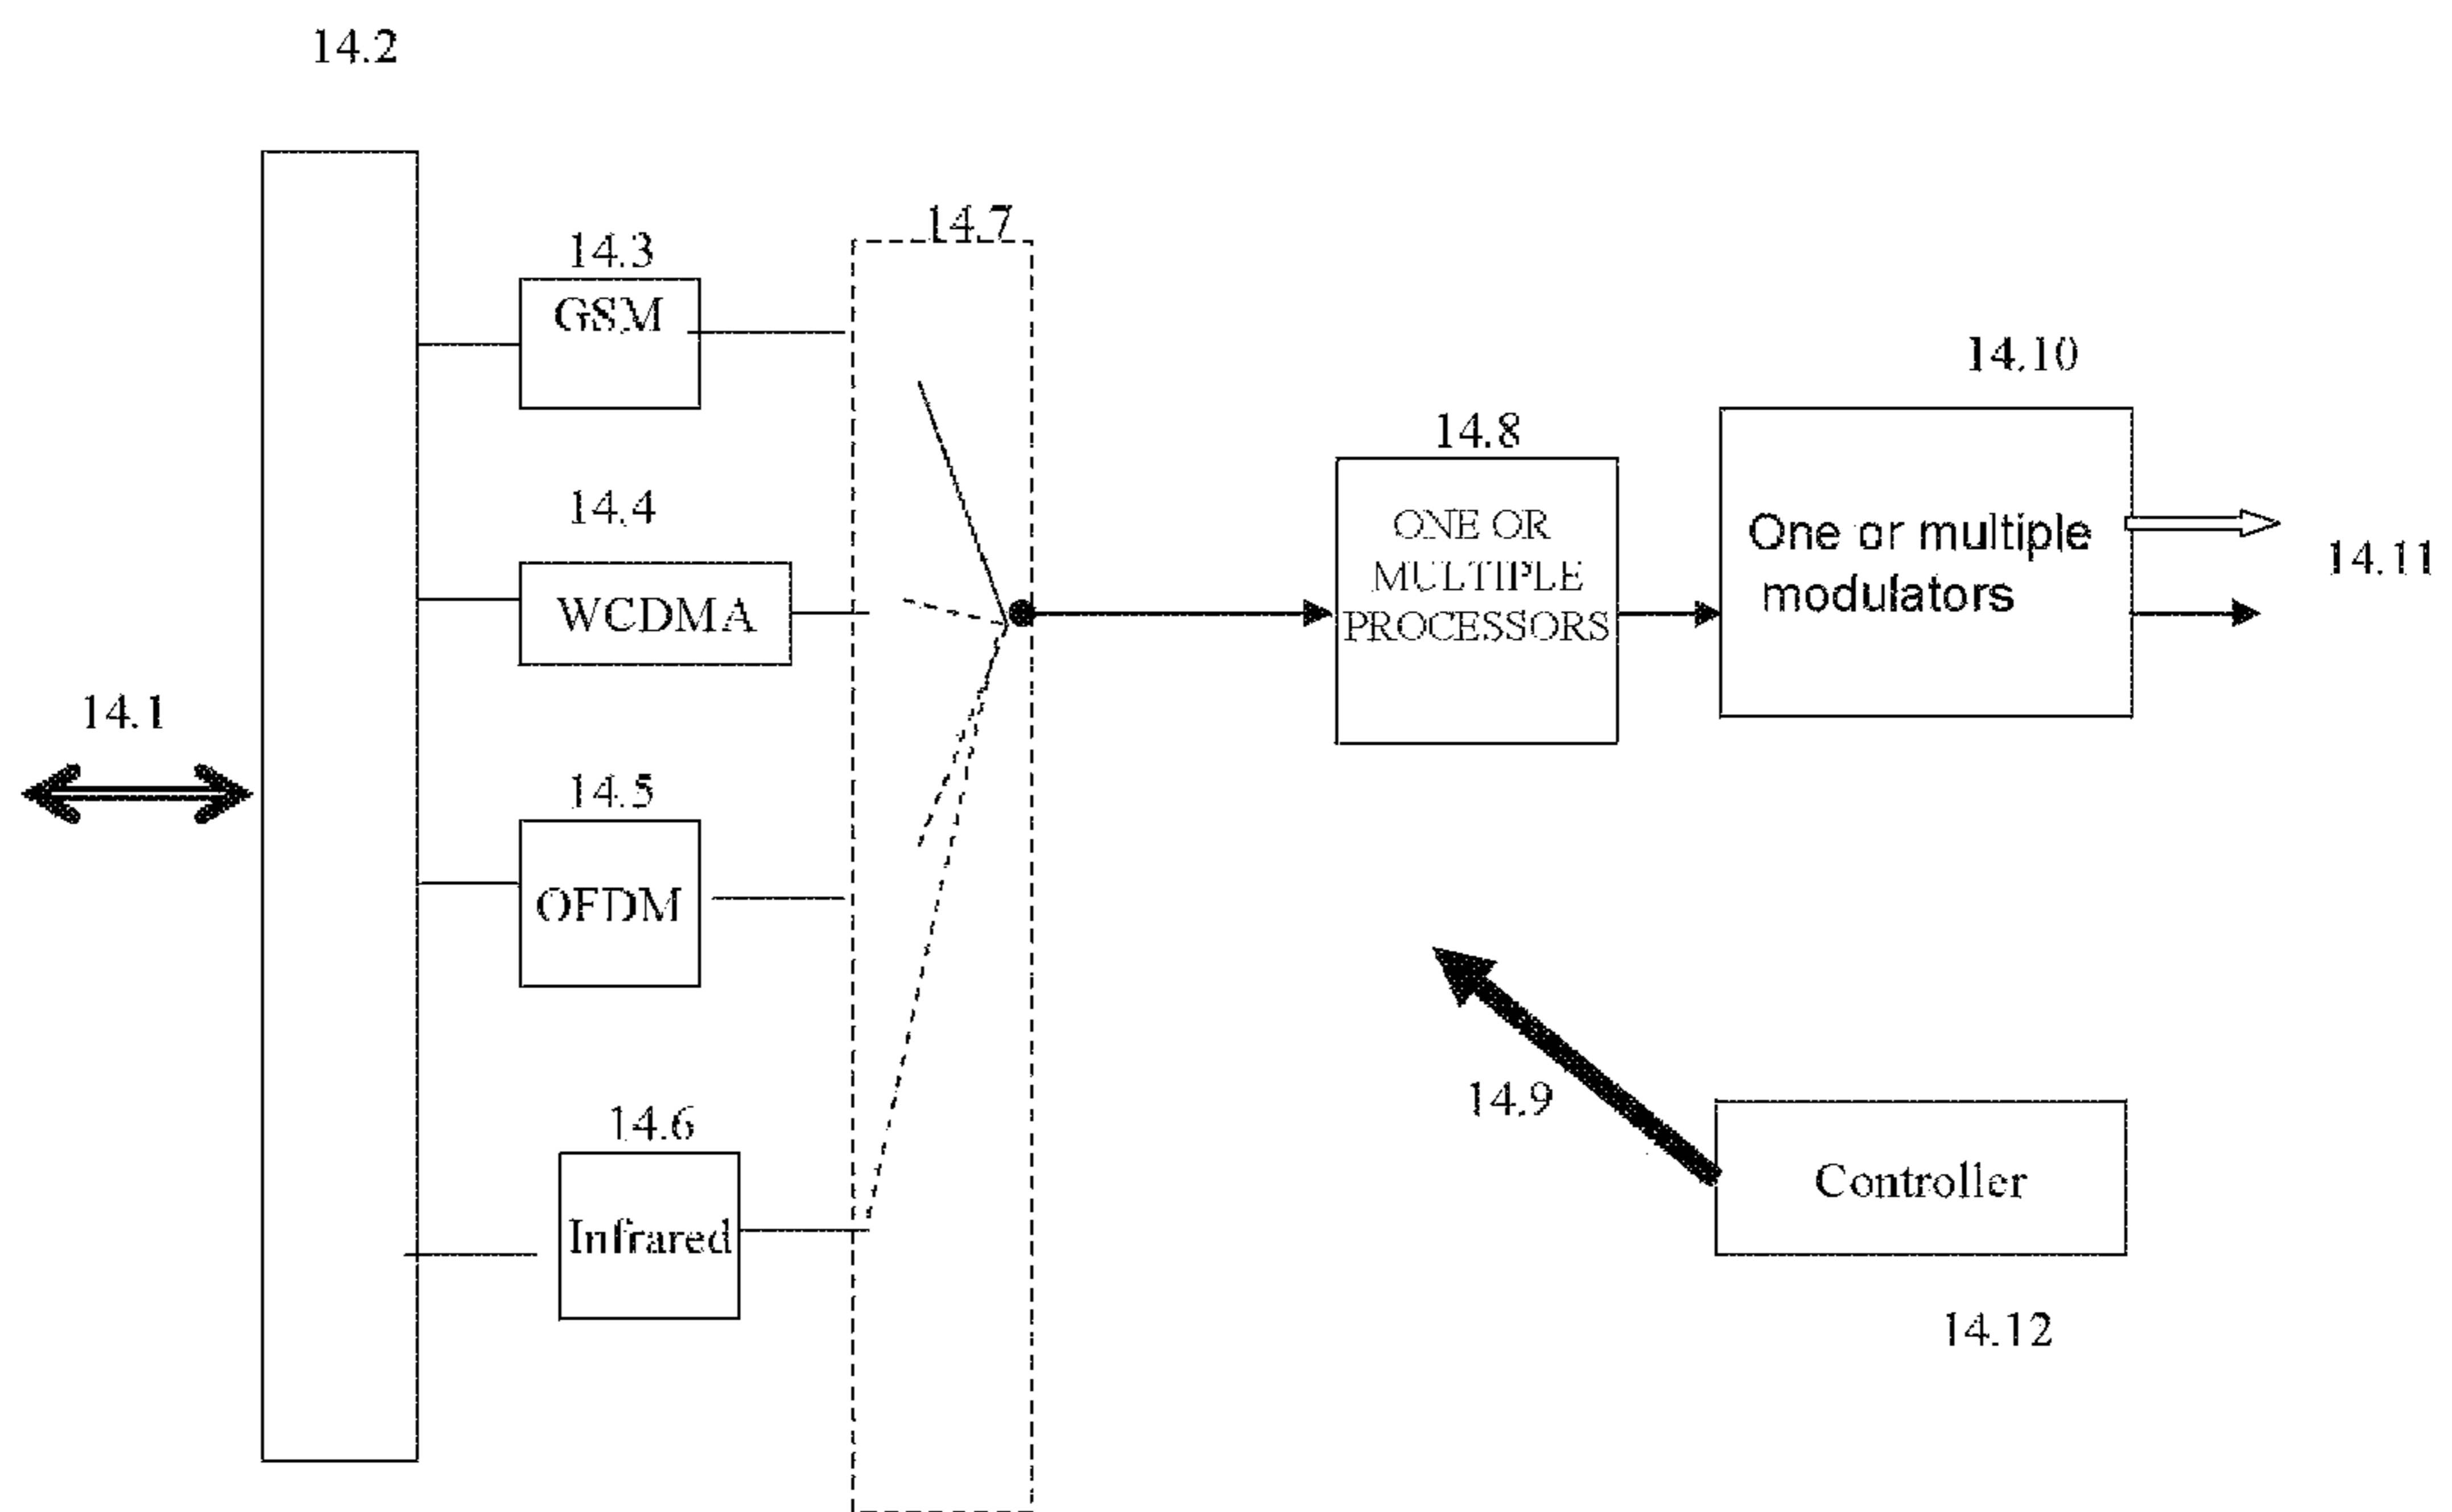 14.2
14.7
14.3
GSM
14.10
14.8
14.4
ONE OR
MULTIPLE
PROCESSORS
One or multiple
modulators
14.11
WCDMA
14.1
14.5
OFDM
14.9
14.6
Controller
Infrared
14.12